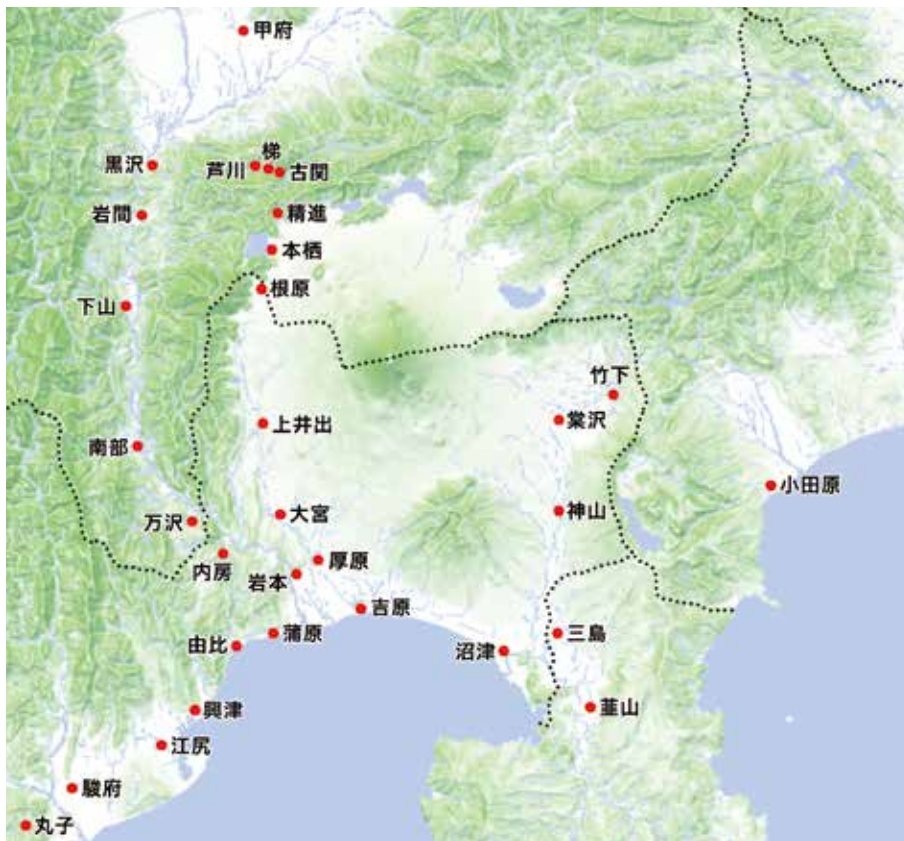 甲府
黒沢
芦川
梯
古関
岩間
精進
本栖
根原
下山
竹下
上井出
棠沢
南部
小田原
大宮
神山
万沢
内房
厚原
岩本
吉原
由比
蒲原
沼津
三島
興津
韮山
江尻
駿府
丸子